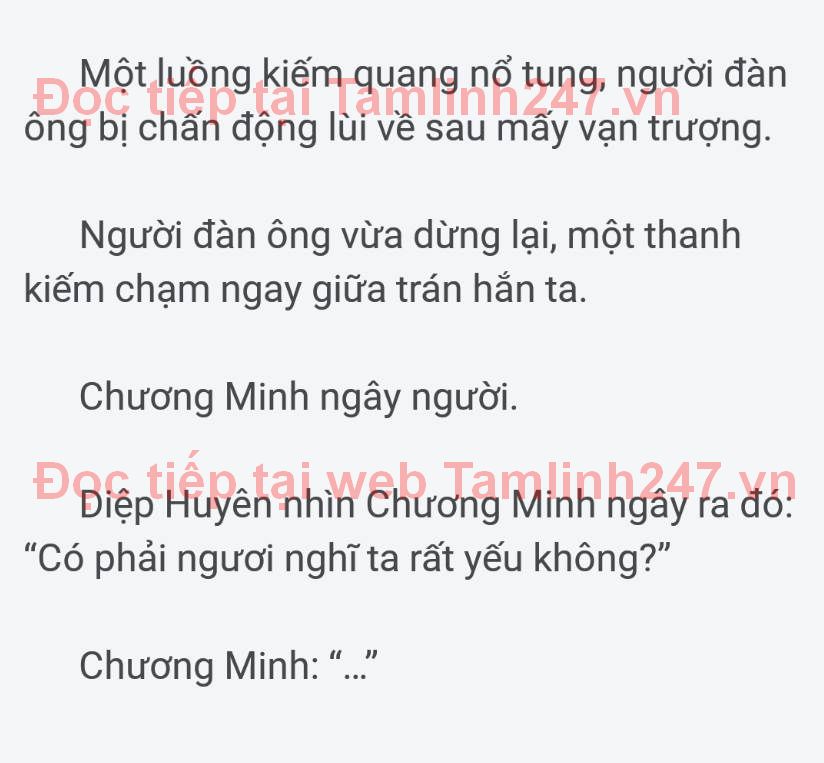 Một luồng kiếm quang nổ tung, người đàn
Đọc tiếp tại Tamlinh247.vn
ông bị chấn động lùi về sau mấy vạn trượng.
Người đàn ông vừa dừng lại, một thanh
kiếm chạm ngay giữa trán hắn ta.
Chương Minh ngây người.
Đọc tiếp tại web Tamlinh247.vn
Diệp Huyên nhìn Chương Minh ngây ra đó:
“Có phải ngươi nghĩ ta rất yếu không?”
Chương Minh: “...”